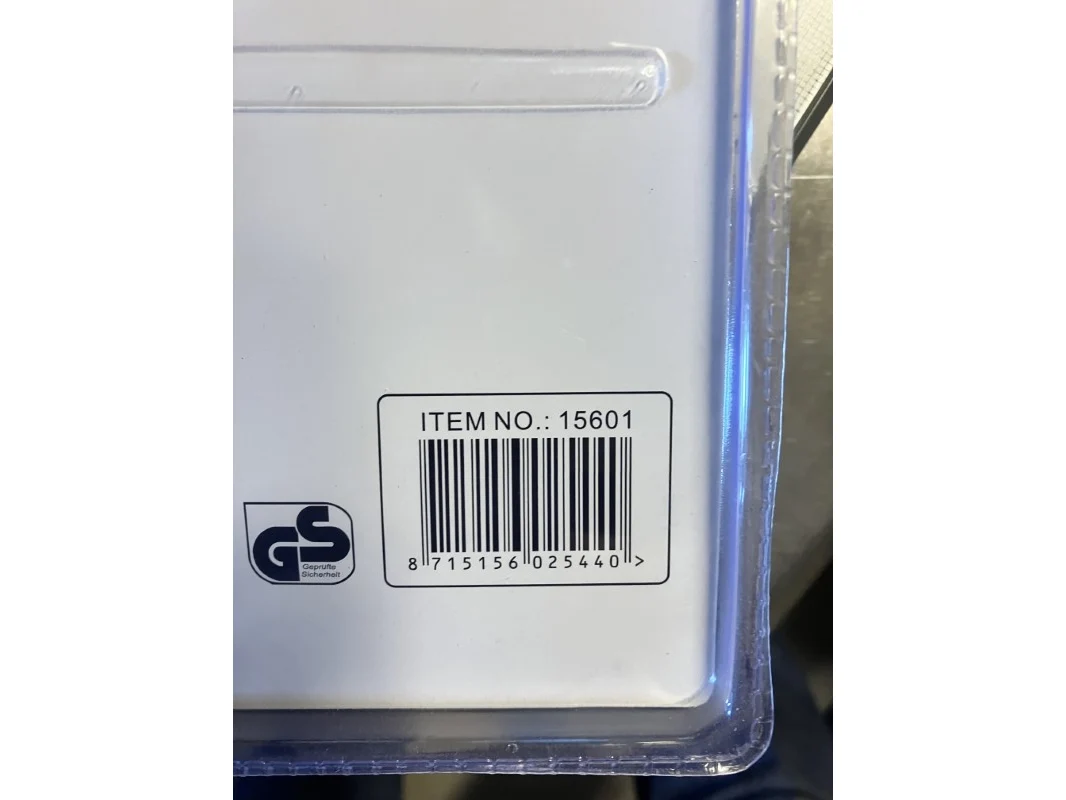 ITEM NO.: 15601
8 715156 025440 >
GS
Geprüfte
Sicherheit